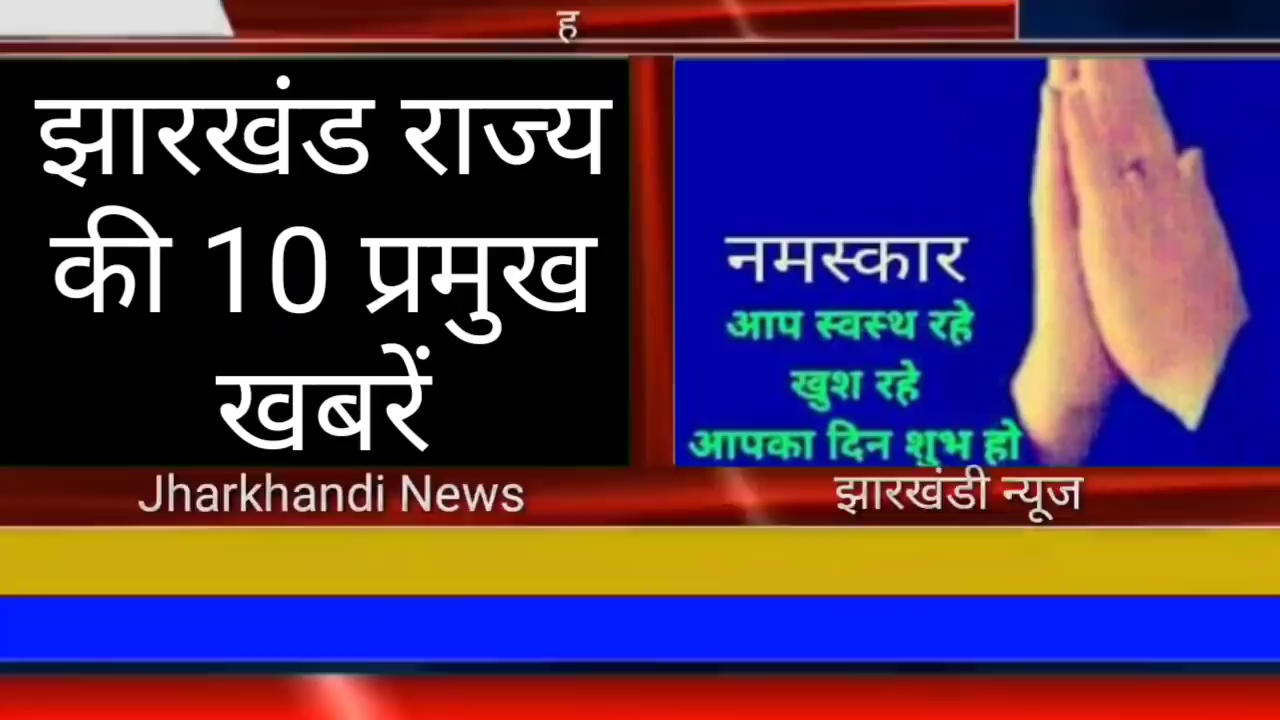 ह
झारखंड राज्य
की 10 प्रमुख
खबरें
नमस्कार
आप स्वस्थ रहे
खुश रहे
आपका दिन शुभ हो
Jharkhandi News
झारखंडी न्यूज